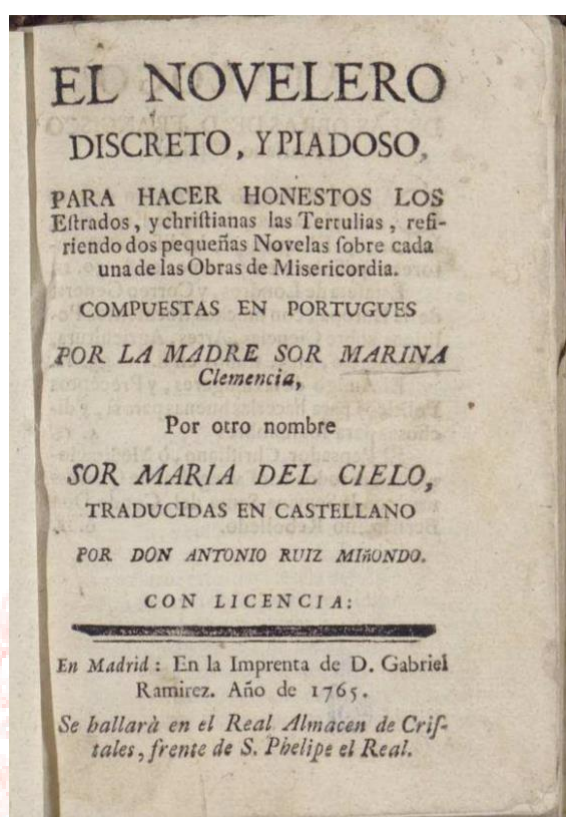 EL NOVELERO
DISCRETO, Y PIADOSO,
PARA HACER HONESTOS LOS
Eſtrados, y chriſtianas las Tertulias, refi-
riendo dos pequeñas Novelas ſobre cada
una de las Obras de Misericordia.
COMPUESTAS EN PORTUGUES
POR LA MADRE SOR MARINA
Clemencia,
Por otro nombre
SOR MARIA DEL CIELO,
TRADUCIDAS EN CASTELLANO
POR DON ANTONIO RUIZ MIñONDO.
CON LICENCIA:
En Madrid: En la Imprenta de D. Gabriel
Ramirez. Año de 1765.
Se hallarà en el Real Almacen de Criſ-
tales, frente de S. Phelipe el Real.